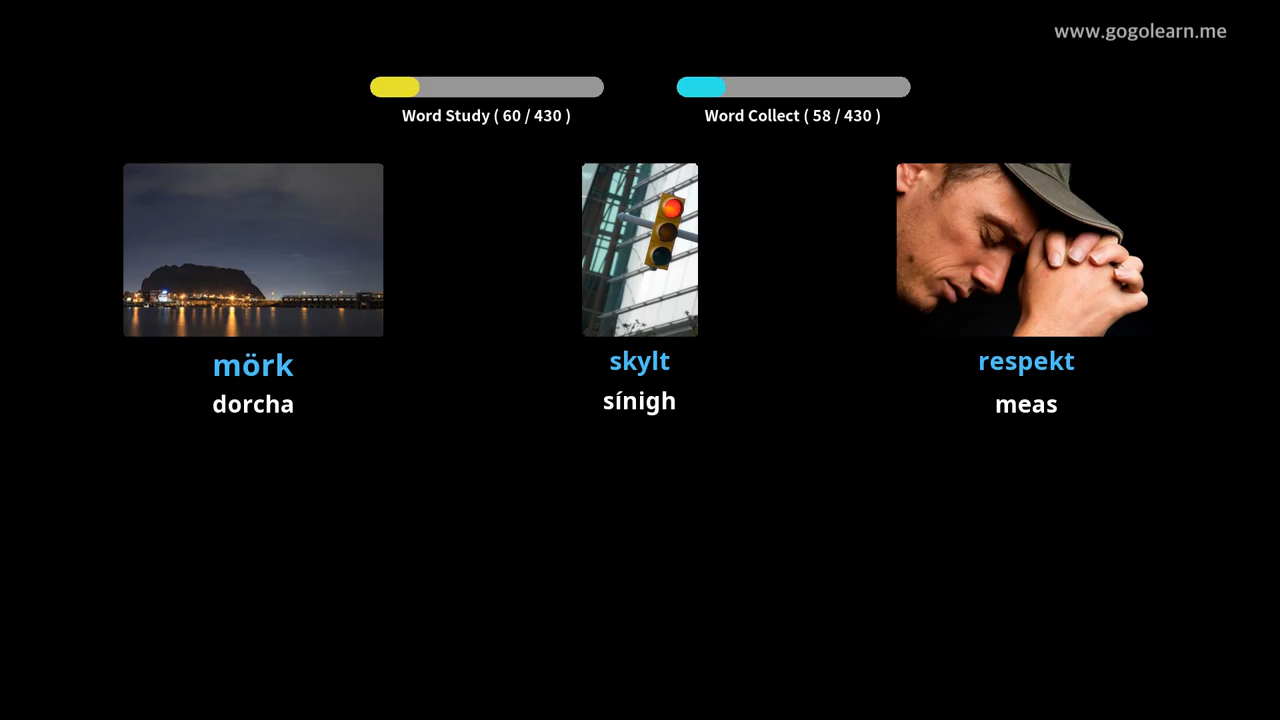 www.gogolearn.me
Word Study ( 60 / 430 )
Word Collect ( 58 / 430 )
mörk
skylt
respekt
dorcha
sínigh
meas